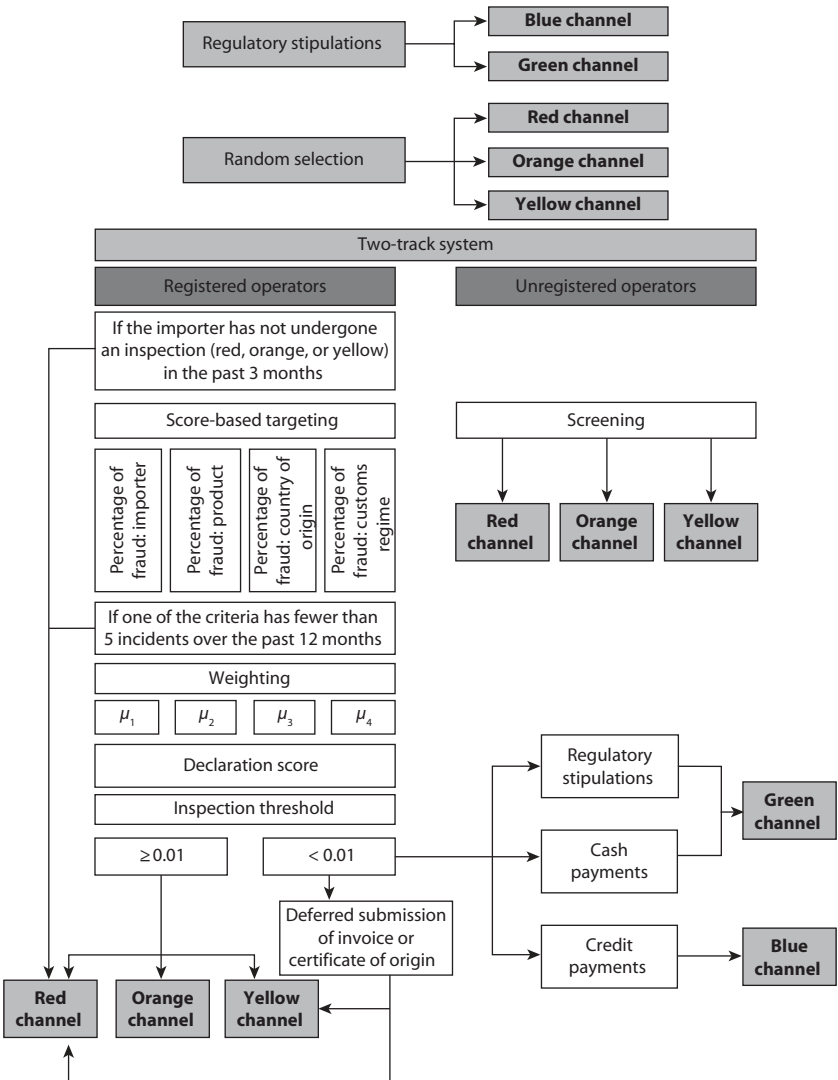 Regulatory stipulations
Blue channel
Green channel
Random selection
Red channel
Orange channel
Yellow channel
Two-track system
Registered operators
Unregistered operators
If the importer has not undergone
an inspection (red, orange, or yellow)
in the past 3 months
Score-based targeting
Percentage of
fraud: importer
Percentage of
fraud: product
Percentage of
fraud: country of
origin
Percentage of
fraud: customs
regime
Screening
Red
channel
Orange
channel
Yellow
channel
If one of the criteria has fewer than
5 incidents over the past 12 months
Weighting
μ1
μ2
μ3
μ4
Declaration score
Inspection threshold
≥ 0.01
< 0.01
Regulatory
stipulations
Cash
payments
Green
channel
Deferred submission
of invoice or
certificate of origin
Credit
payments
Blue
channel
Red
channel
Orange
channel
Yellow
channel